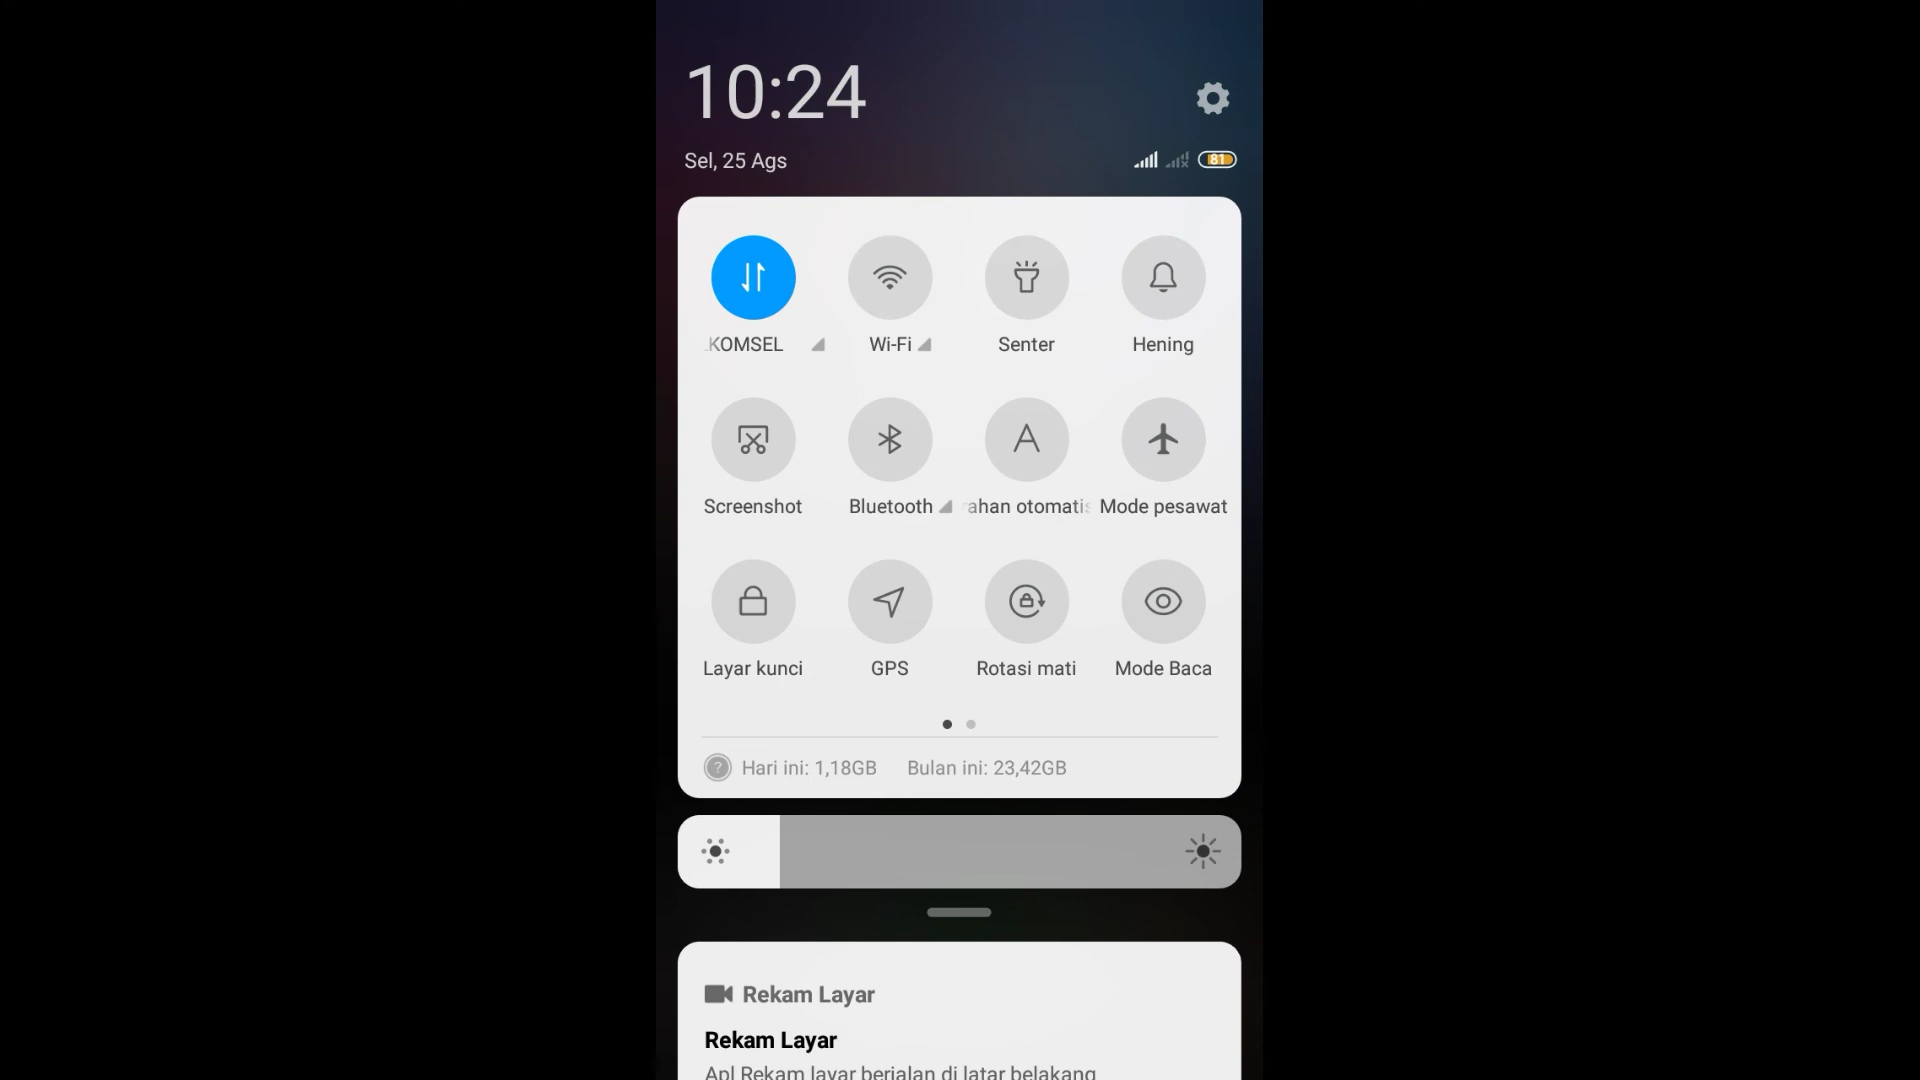 10:24
Sel, 25 Ags
81
KOMSEL
Wi-Fi
Senter
Hening
Screenshot
Bluetooth
ahan otomatis
Mode pesawat
Layar kunci
GPS
Rotasi mati
Mode Baca
? Hari ini: 1,18GB Bulan ini: 23,42GB
Rekam Layar
Rekam Layar
Apl Rekam layar berjalan di latar belakang